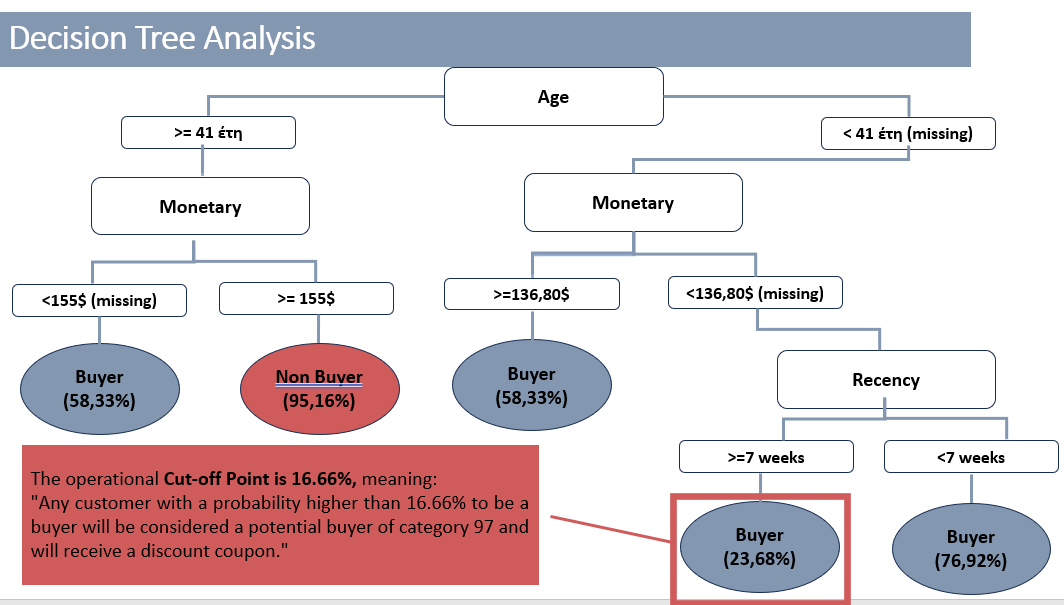 Decision Tree Analysis
Age
>= 41 έτη
< 41 έτη (missing)
Monetary
Monetary
<155$ (missing)
>= 155$
>=136,80$
<136,80$ (missing)
Buyer
(58,33%)
Non Buyer
(95,16%)
Buyer
(58,33%)
Recency
>=7 weeks
<7 weeks
The operational Cut-off Point is 16.66%, meaning:
"Any customer with a probability higher than 16.66% to be a
buyer will be considered a potential buyer of category 97 and
will receive a discount coupon."
Buyer
(23,68%)
Buyer
(76,92%)